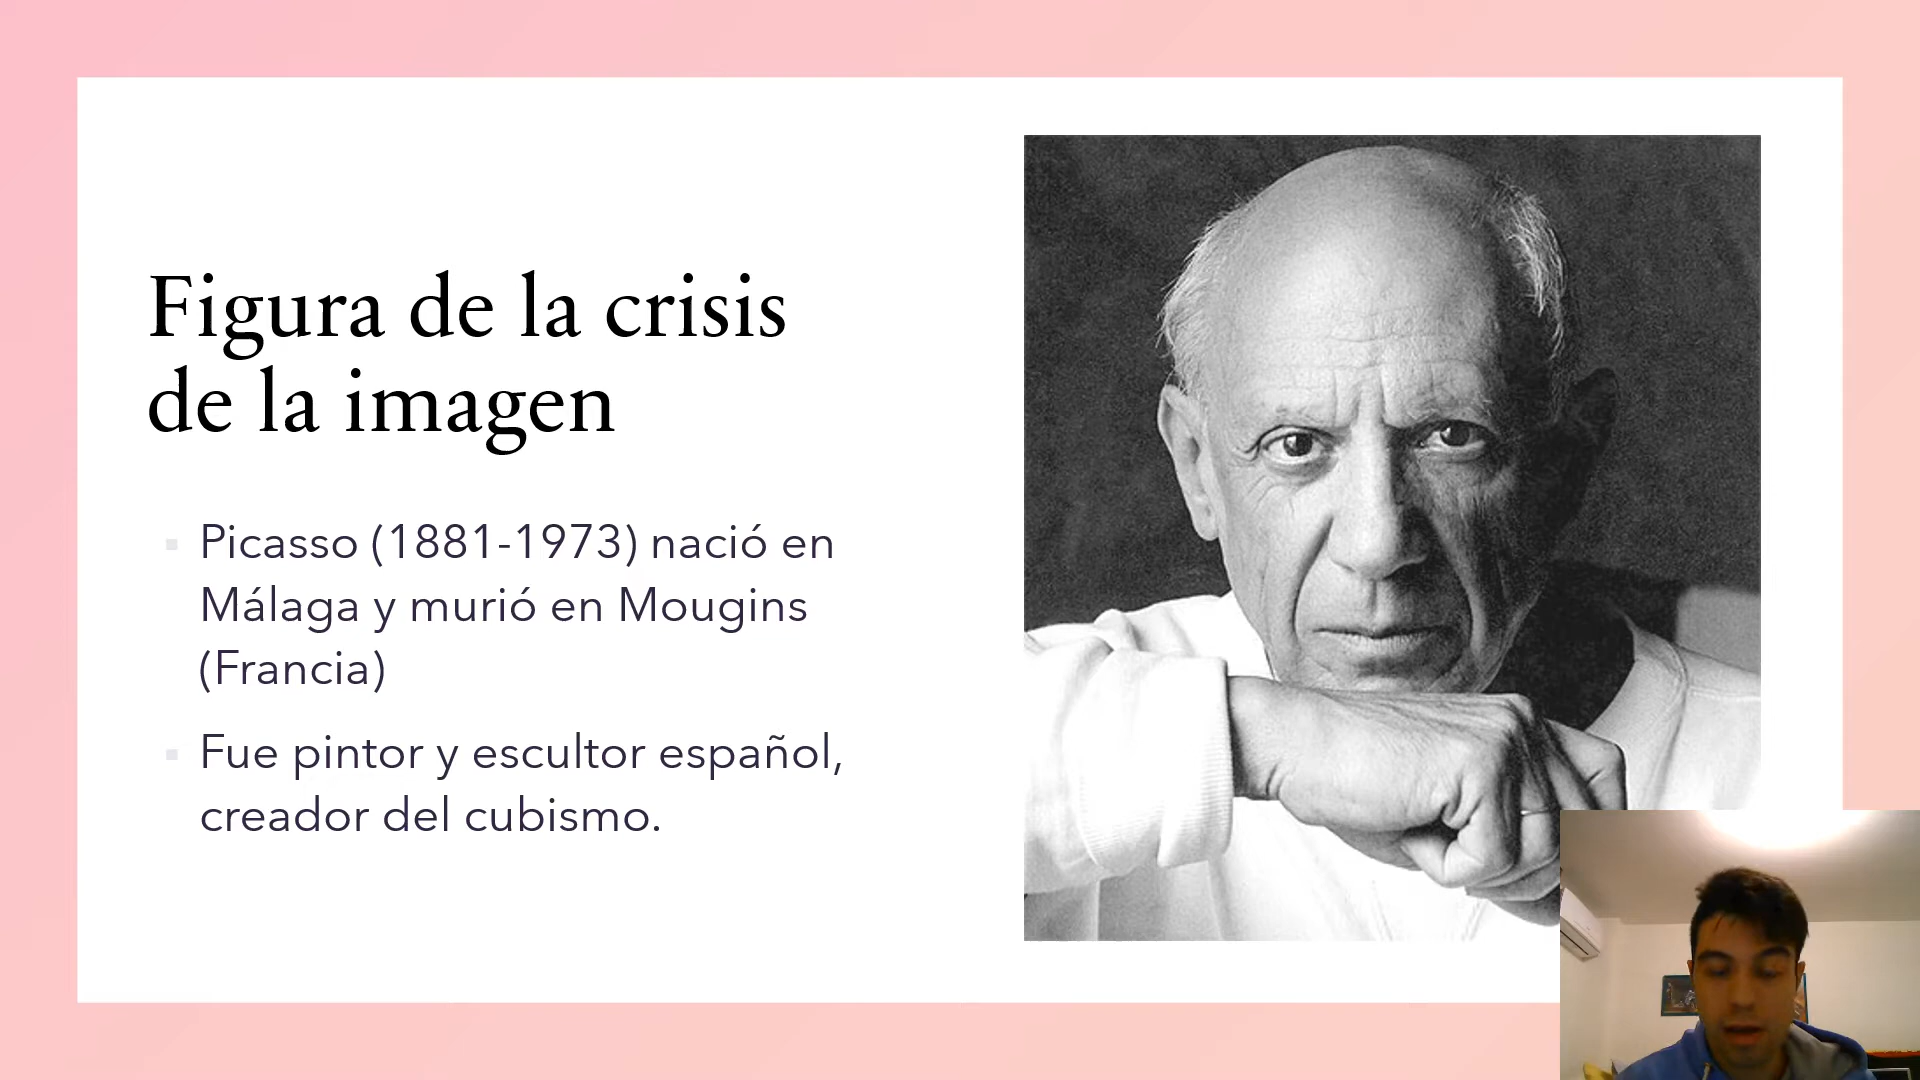 Figura de la crisis
de la imagen
Picasso (1881-1973) nació en
Málaga y murió en Mougins
(Francia)
Fue pintor y escultor español,
creador del cubismo.